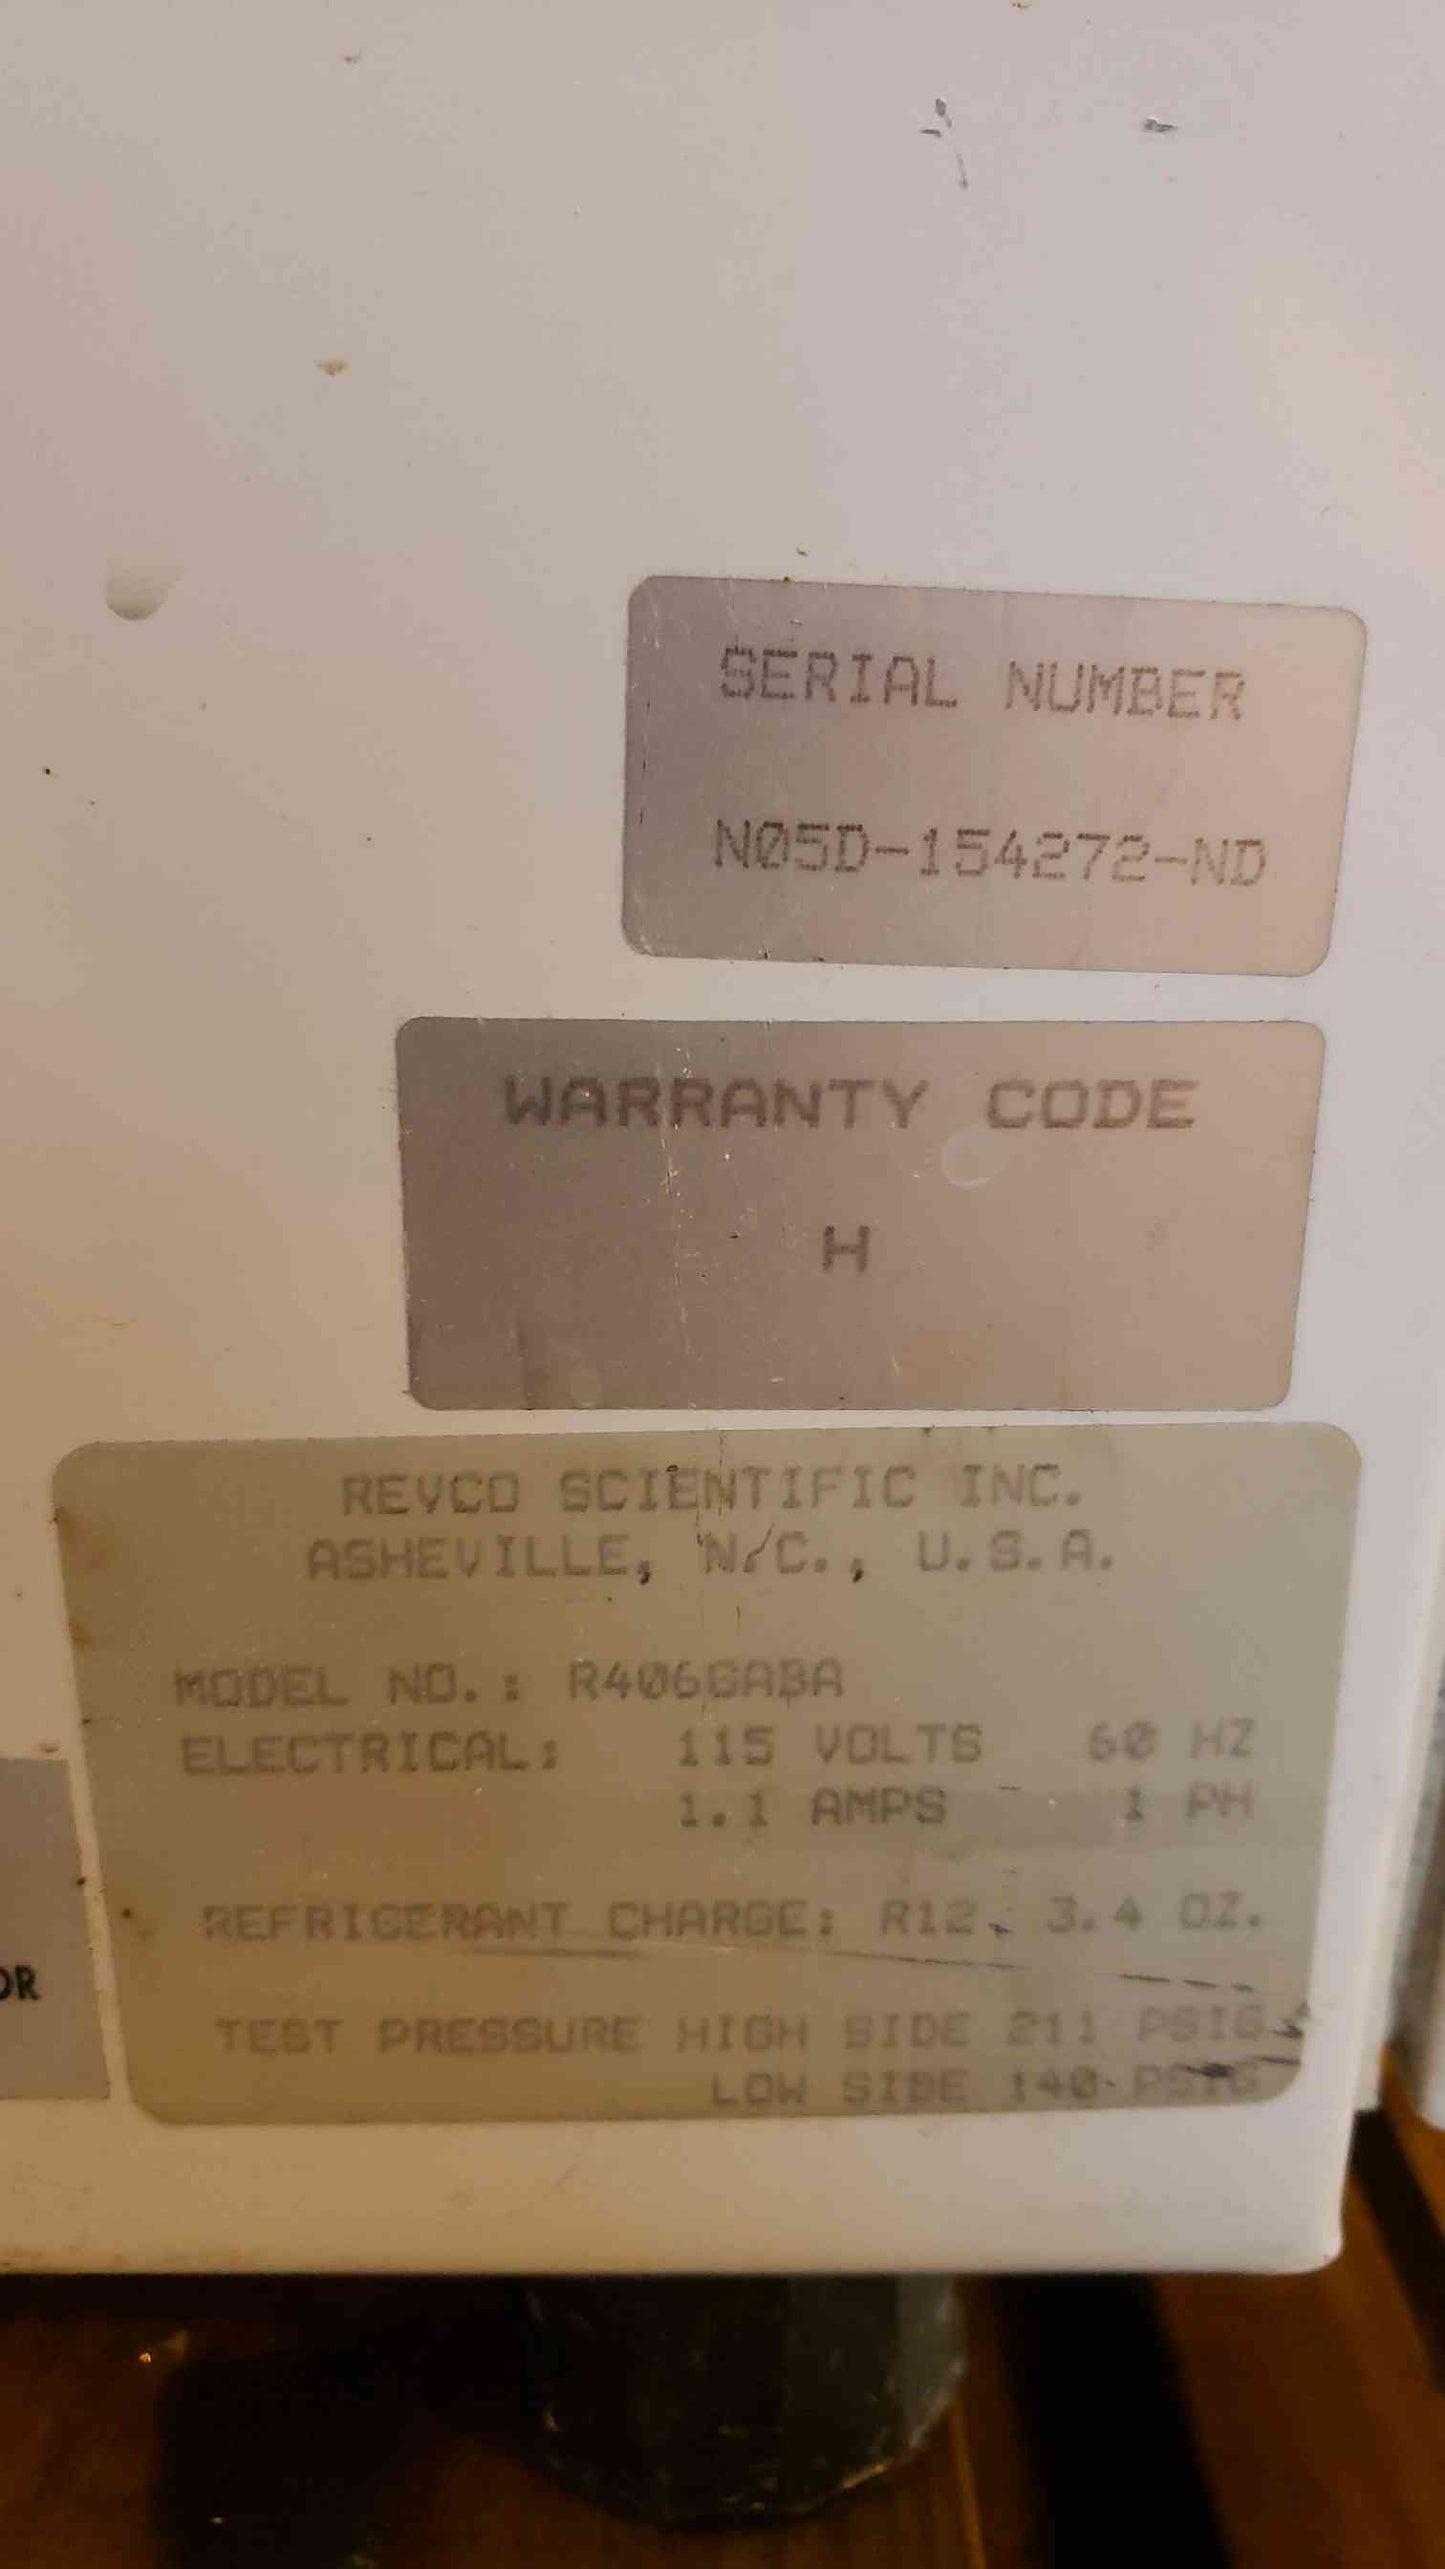 SERIAL NUMBER
N05D-154272-ND
WARRANTY CODE
H
REVCO SCIENTIFIC INC.
ASHEVILLE, N.C., U.S.A.
MODEL NO.: R406GABA
ELECTRICAL: 115 VOLTS 60 HZ
1.1 AMPS 1 PH
REFRIGERANT CHARGE: R12, 3.4 OZ.
OR
TEST PRESSURE HIGH SIDE 211 PSIG
LOW SIDE 140 PSIG